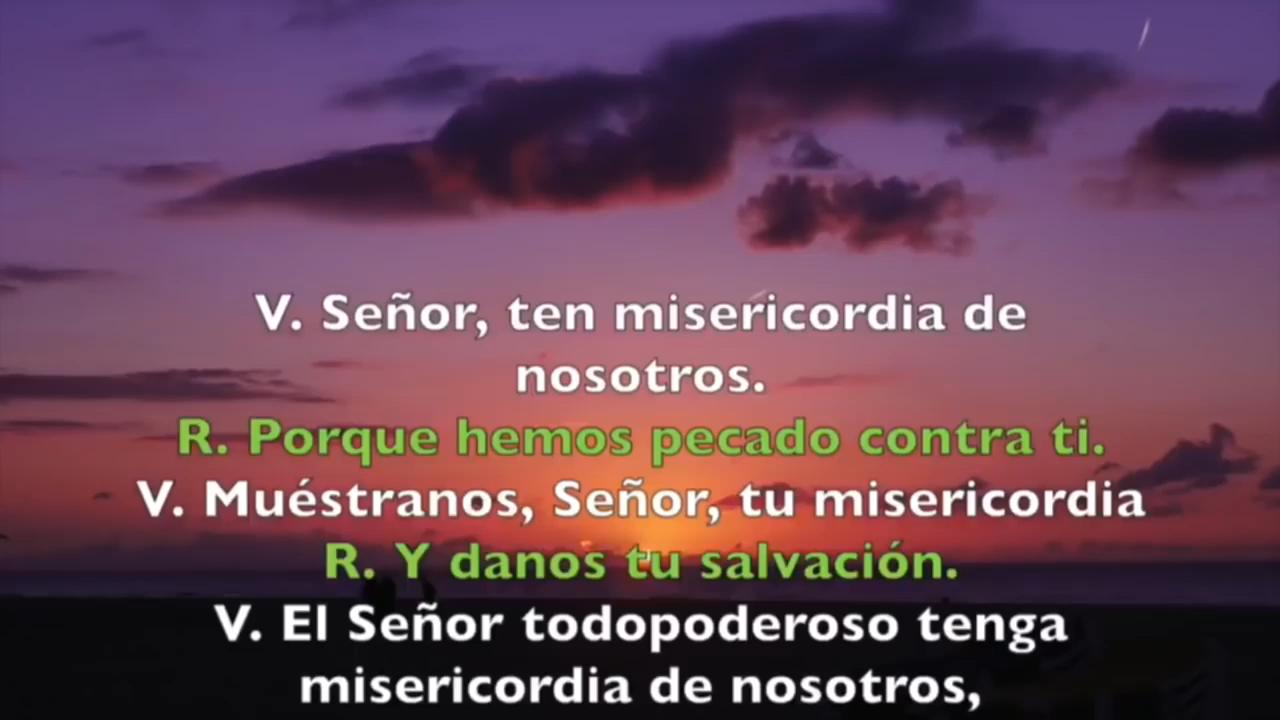 V. Señor, ten misericordia de
nosotros.
R. Porque hemos pecado contra ti.
V. Muéstranos, Señor, tu misericordia
R. Y danos tu salvación.
V. El Señor todopoderoso tenga
misericordia de nosotros,